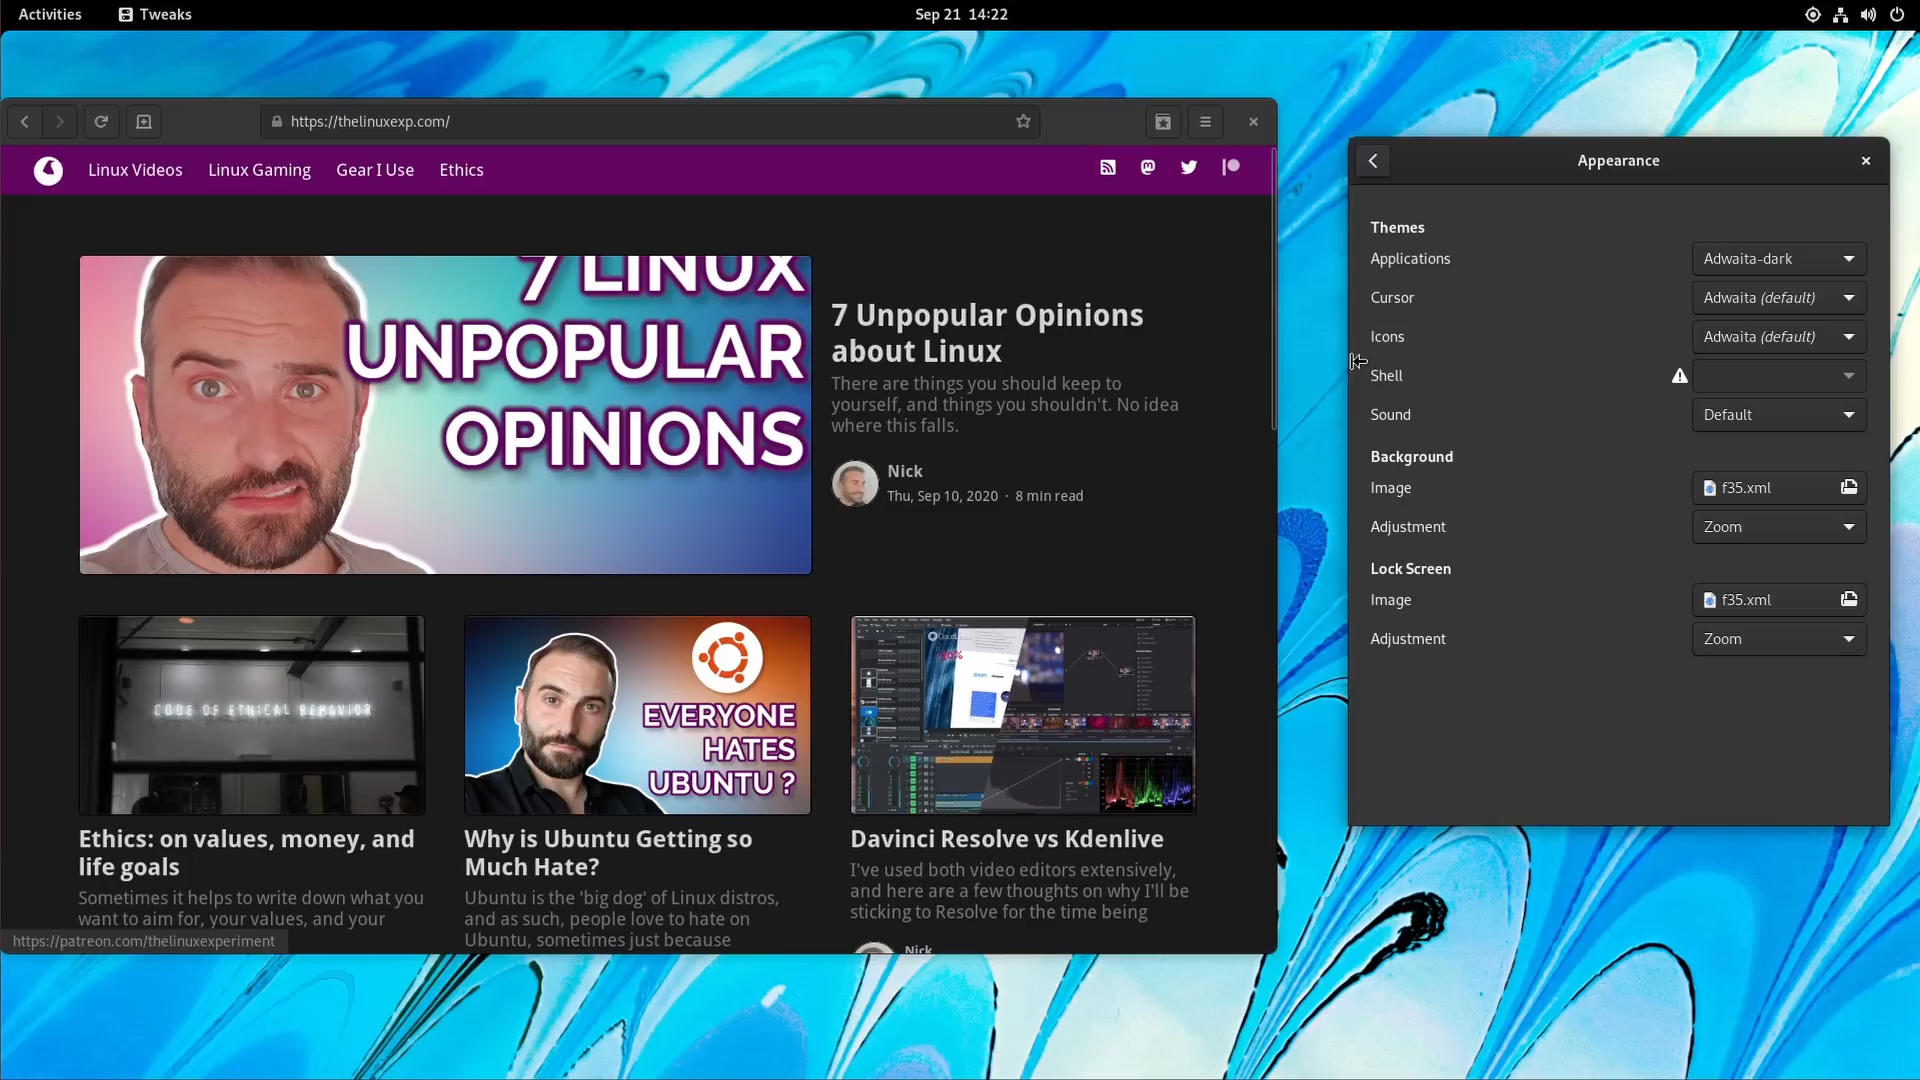 Activities
Tweaks
Sep 21 14:22
https://thelinuxexp.com/
Linux Videos
Linux Gaming
Gear I Use
Ethics
7 LINUX
UNPOPULAR
OPINIONS
7 Unpopular Opinions
about Linux
There are things you should keep to
yourself, and things you shouldn't. No idea
where this falls.
Nick
Thu, Sep 10, 2020 · 8 min read
CODE OF ETHICAL BEHAVIOR
Ethics: on values, money, and
life goals
Sometimes it helps to write down what you
want to aim for, your values, and your
EVERYONE
HATES
UBUNTU ?
Why is Ubuntu Getting so
Much Hate?
Ubuntu is the 'big dog' of Linux distros,
and as such, people love to hate on
Ubuntu, sometimes just because
Davinci Resolve vs Kdenlive
I've used both video editors extensively,
and here are a few thoughts on why I'll be
sticking to Resolve for the time being
Nick
https://patreon.com/thelinuxexperiment
Appearance
Themes
Applications
Adwaita-dark
Cursor
Adwaita (default)
Icons
Adwaita (default)
Shell
Sound
Default
Background
Image
f35.xml
Adjustment
Zoom
Lock Screen
Image
f35.xml
Adjustment
Zoom